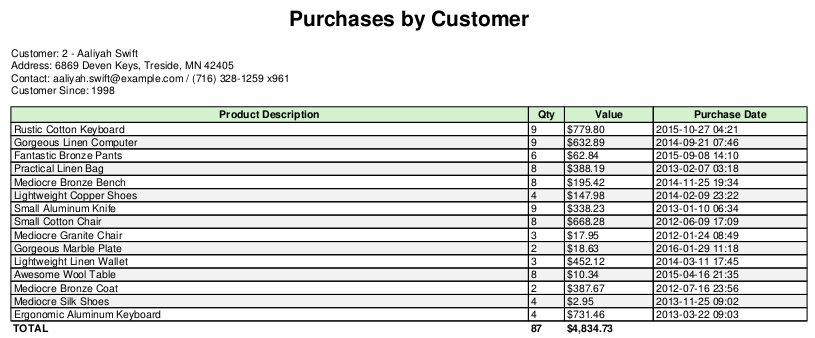 Purchases by Customer
Customer: 2 - Aaliyah Swift
Address: 6869 Deven Keys, Treside, MN 42405
Contact: aaliyah.swift@example.com / (716) 328-1259 x961
Customer Since: 1998
Product Description Qty Value Purchase Date
Rustic Cotton Keyboard 9 $779.80 2015-10-27 04:21
Gorgeous Linen Computer 9 $632.89 2014-09-21 07:46
Fantastic Bronze Pants 6 $62.84 2015-09-08 14:10
Practical Linen Bag 8 $388.19 2013-02-07 03:18
Mediocre Bronze Bench 8 $195.42 2014-11-25 19:34
Lightweight Copper Shoes 4 $147.98 2014-02-09 23:22
Small Aluminum Knife 9 $338.23 2013-01-10 06:34
Small Cotton Chair 8 $668.28 2012-06-09 17:09
Mediocre Granite Chair 3 $17.95 2012-01-24 08:49
Gorgeous Marble Plate 2 $18.63 2016-01-29 11:18
Lightweight Linen Wallet 3 $452.12 2014-03-11 17:45
Awesome Wool Table 8 $10.34 2015-04-16 21:35
Mediocre Bronze Coat 2 $387.67 2012-07-16 23:56
Mediocre Silk Shoes 4 $2.95 2013-11-25 09:02
Ergonomic Aluminum Keyboard 4 $731.46 2013-03-22 09:03
TOTAL 87 $4,834.73